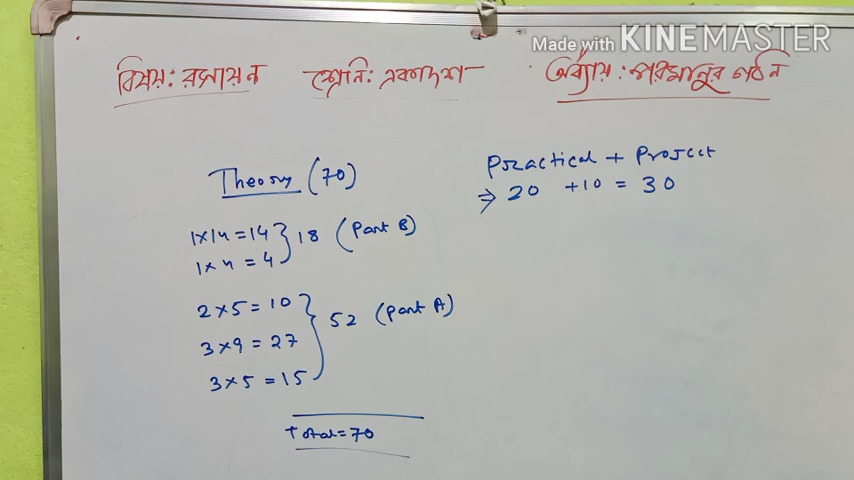 Made with KINEMASTER
বিষয়: রসায়ন শ্রেনি: একাদশ অধ্যায়: পরমানুর গঠন
Theory (70)
Practical + Project
⇒ 20 +10 = 30
1×14 = 14
1×4 = 4
} 18 (Part B)
2×5 = 10
3×9 = 27
3×5 = 15
} 52 (Part A)
Total = 70